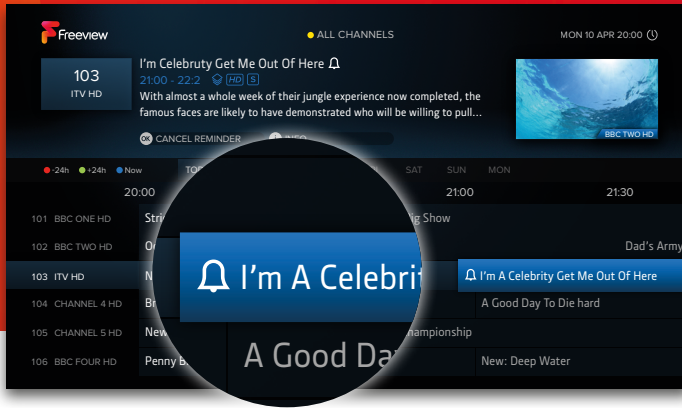 Freeview
ALL CHANNELS
MON 10 APR 20:00
103
ITV HD
I'm Celebruty Get Me Out Of Here
21:00 - 22:2 HD S
With almost a whole week of their jungle experience now completed, the
famous faces are likely to have demonstrated who will be willing to pull...
OK CANCEL REMINDER
BBC TWO HD
-24h +24h Now
SAT SUN MON
20:00 21:00 21:30
101 BBC ONE HD
Show
102 BBC TWO HD
Dad's Army
103 ITV HD
I'm A Celebrity Get Me Out Of Here
I'm A Celebrit
104 CHANNEL 4 HD
A Good Day To Die hard
105 CHANNEL 5 HD New
A Good Da
106 BBC FOUR HD Penny
New: Deep Water